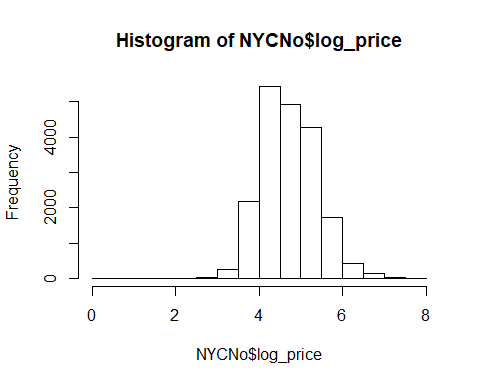 Histogram of NYCNo$log_price
Frequency
4000
2000
0
0 2 4 6 8
NYCNo$log_price